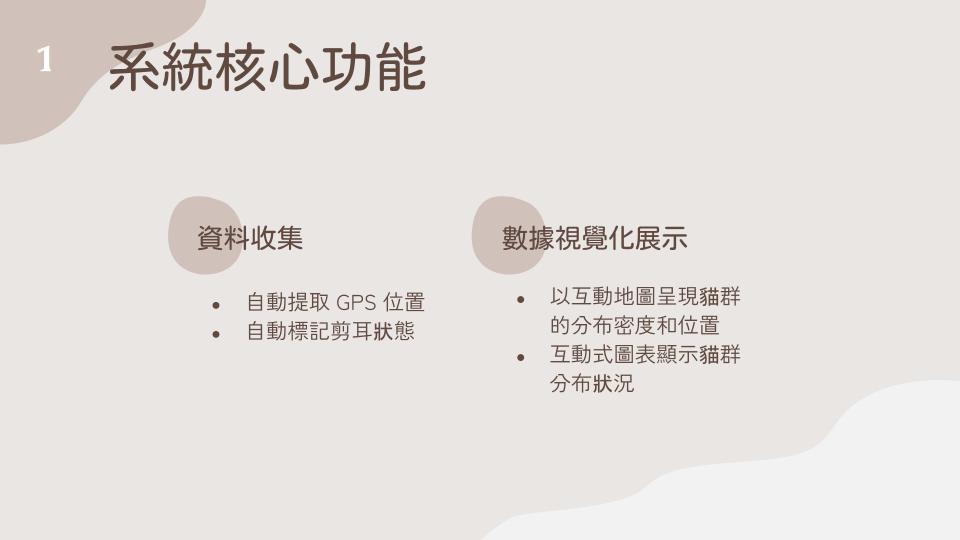 1
系統核心功能
資料收集
● 自動提取 GPS 位置
● 自動標記剪耳狀態
數據視覺化展示
● 以互動地圖呈現貓群
的分布密度和位置
● 互動式圖表顯示貓群
分布狀況